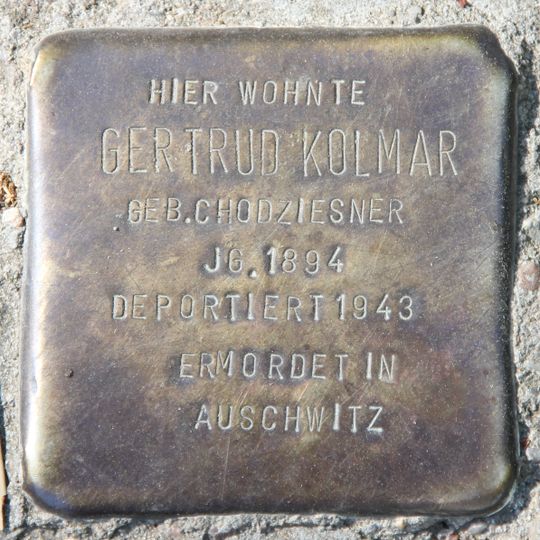 HIER WOHNTE
GERTRUD KOLMAR
GEB. CHODZIESNER
JG. 1894
DEPORTIERT 1943
ERMORDET IN
AUSCHWITZ